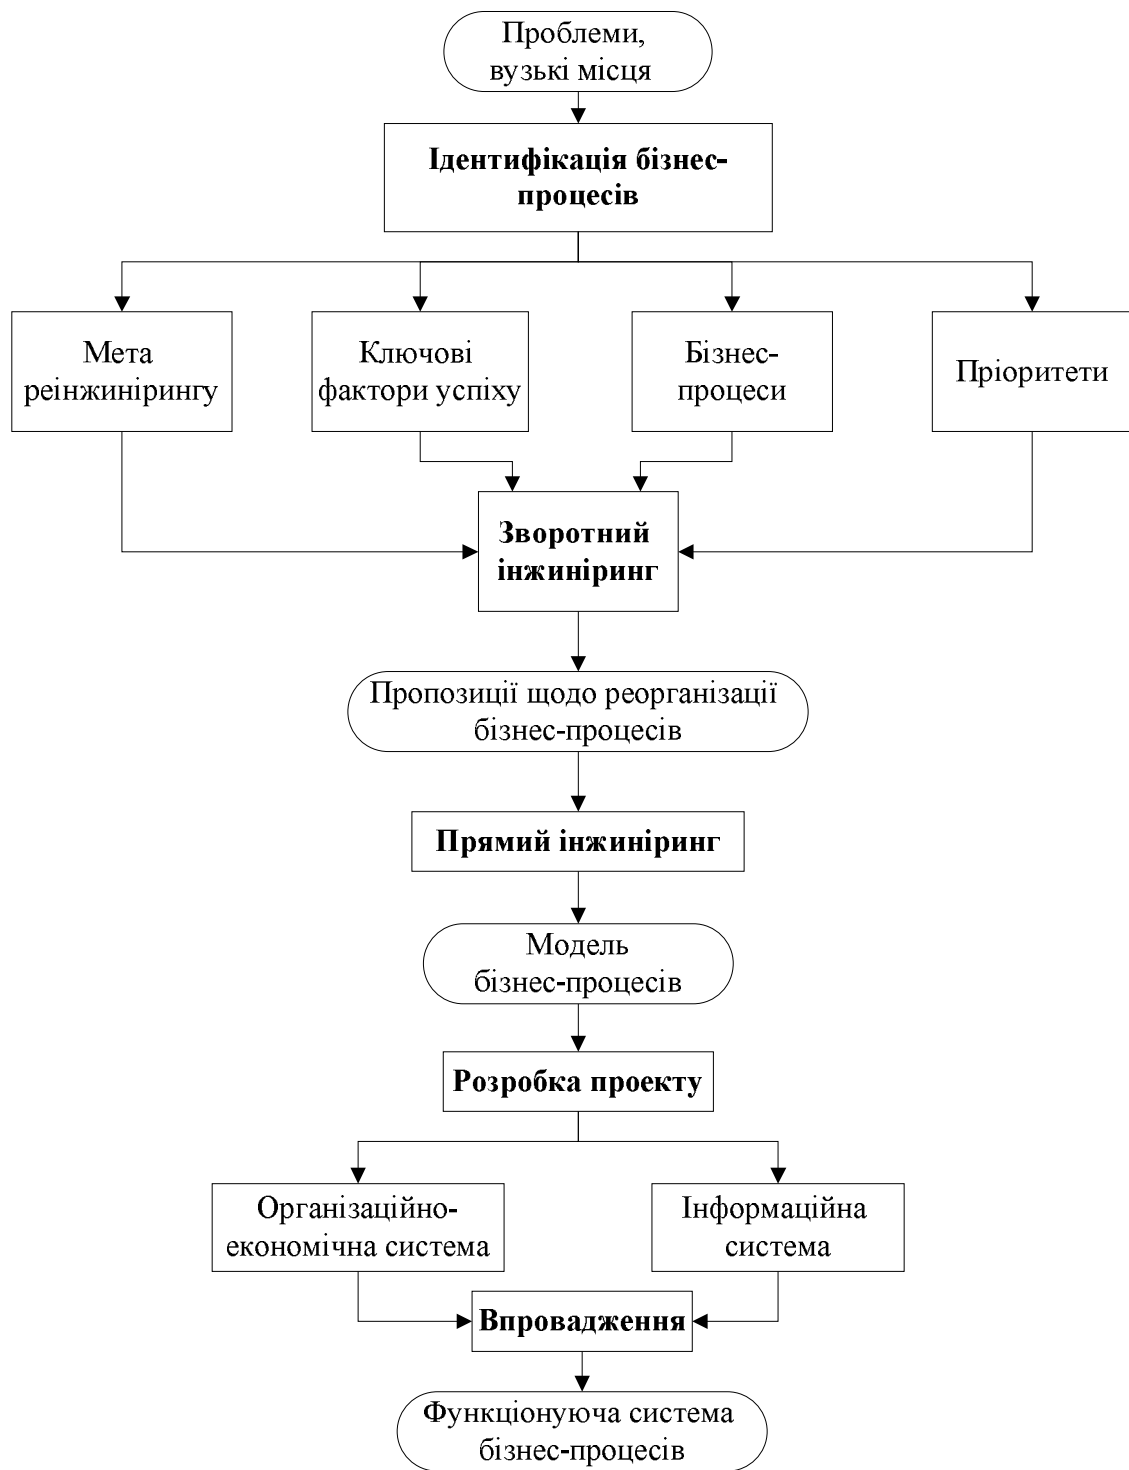 Проблеми,
вузькі місця
Ідентифікація бізнес-
процесів
Мета
реінжинірингу
Ключові
фактори успіху
Бізнес-
процеси
Пріоритети
Зворотний
інжиніринг
Пропозиції щодо реорганізації
бізнес-процесів
Прямий інжиніринг
Модель
бізнес-процесів
Розробка проекту
Організаційно-
економічна система
Інформаційна
система
Впровадження
Функціонуюча система
бізнес-процесів